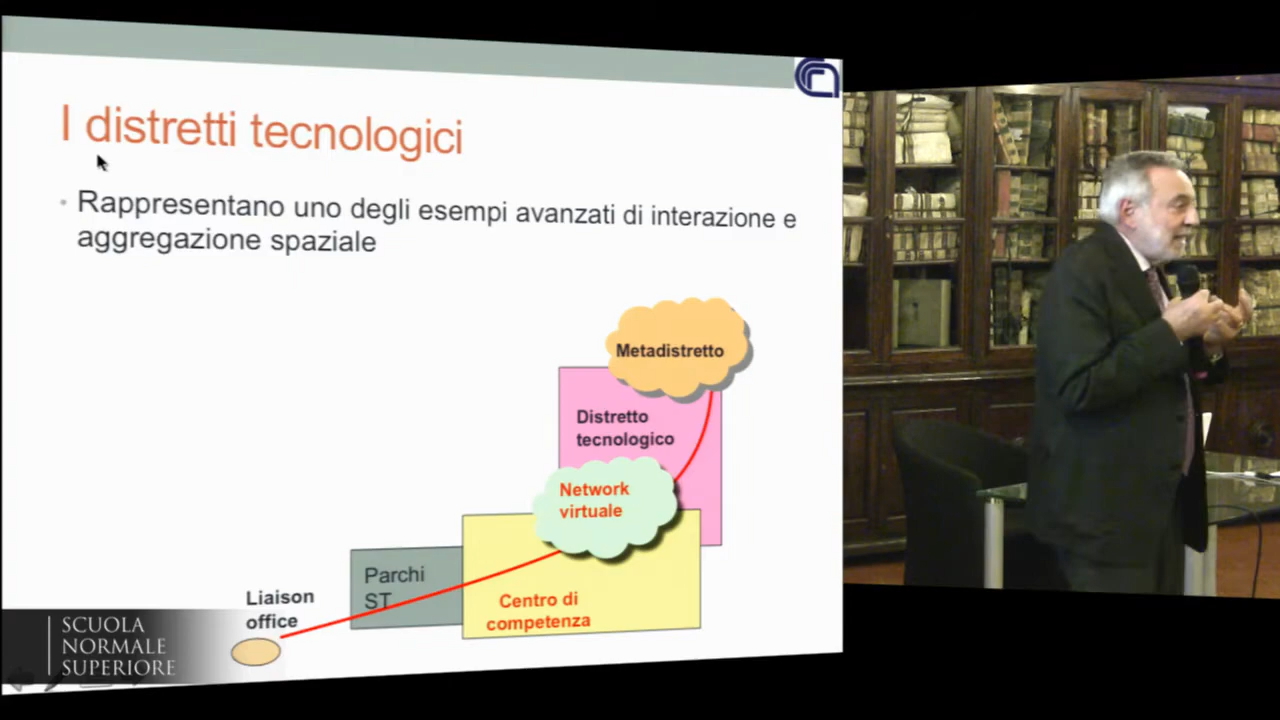 I distretti tecnologici
Rappresentano uno degli esempi avanzati di interazione e
aggregazione spaziale
Metadistretto
Distretto
tecnologico
Network
virtuale
Parchi
ST
Centro di
competenza
Liaison
office
SCUOLA
NORMALE
SUPERIORE